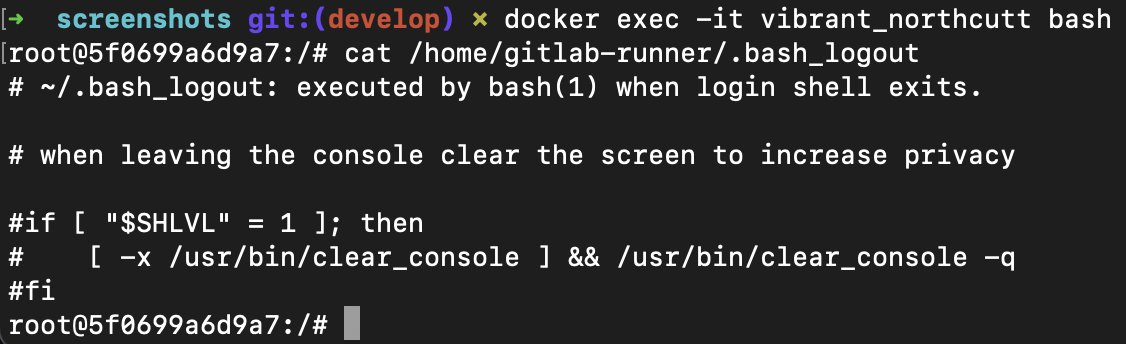 [➜  screenshots git:(develop) ✗ docker exec -it vibrant_northcutt bash
[root@5f0699a6d9a7:/# cat /home/gitlab-runner/.bash_logout
# ~/.bash_logout: executed by bash(1) when login shell exits.

# when leaving the console clear the screen to increase privacy

#if [ "$SHLVL" = 1 ]; then
#    [ -x /usr/bin/clear_console ] && /usr/bin/clear_console -q
#fi
root@5f0699a6d9a7:/#